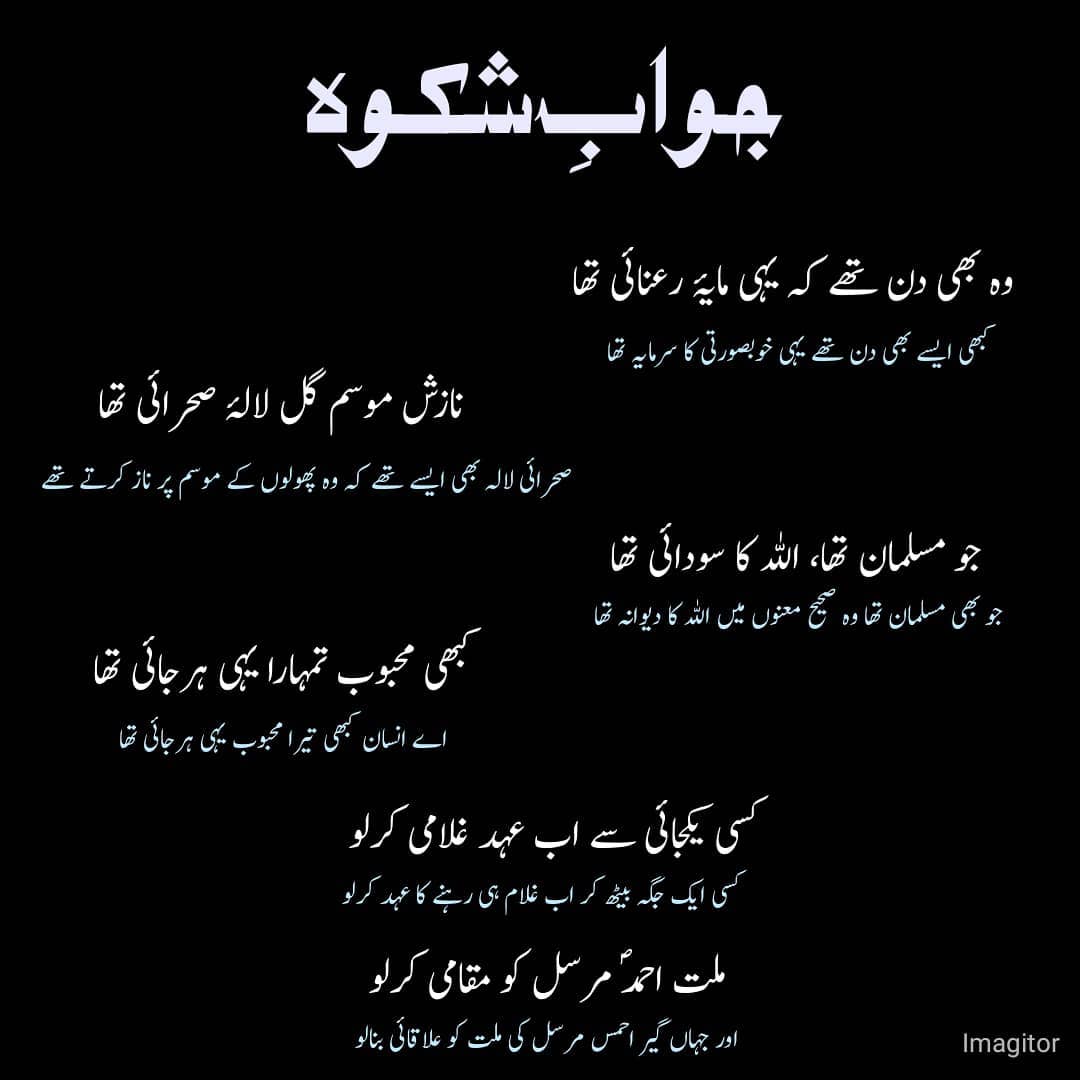 جوابِ شکوہ
وہ بھی دن تھے کہ یہی مایۂ رعنائی تھا
کبھی ایسے بھی دن تھے یہی خوبصورتی کا سرمایہ تھا
نازش موسم گل لالۂ صحرائی تھا
صحرائی لالہ بھی ایسے تھے کہ وہ پھولوں کے موسم پر ناز کرتے تھے
جو مسلمان تھا، اللہ کا سودائی تھا
جو بھی مسلمان تھا وہ صحیح معنوں میں اللہ کا دیوانہ تھا
کبھی محبوب تمہارا یہی ہرجائی تھا
اے انسان کبھی تیرا محبوب یہی ہرجائی تھا
کسی یکجائی سے اب عہد غلامی کرلو
کسی ایک جگہ بیٹھ کر اب غلام ہی رہنے کا عہد کرلو
ملت احمدؐ مرسل کو مقامی کرلو
اور جہاں گیر احمس مرسل کی ملت کو علاقائی بنالو
Imagitor